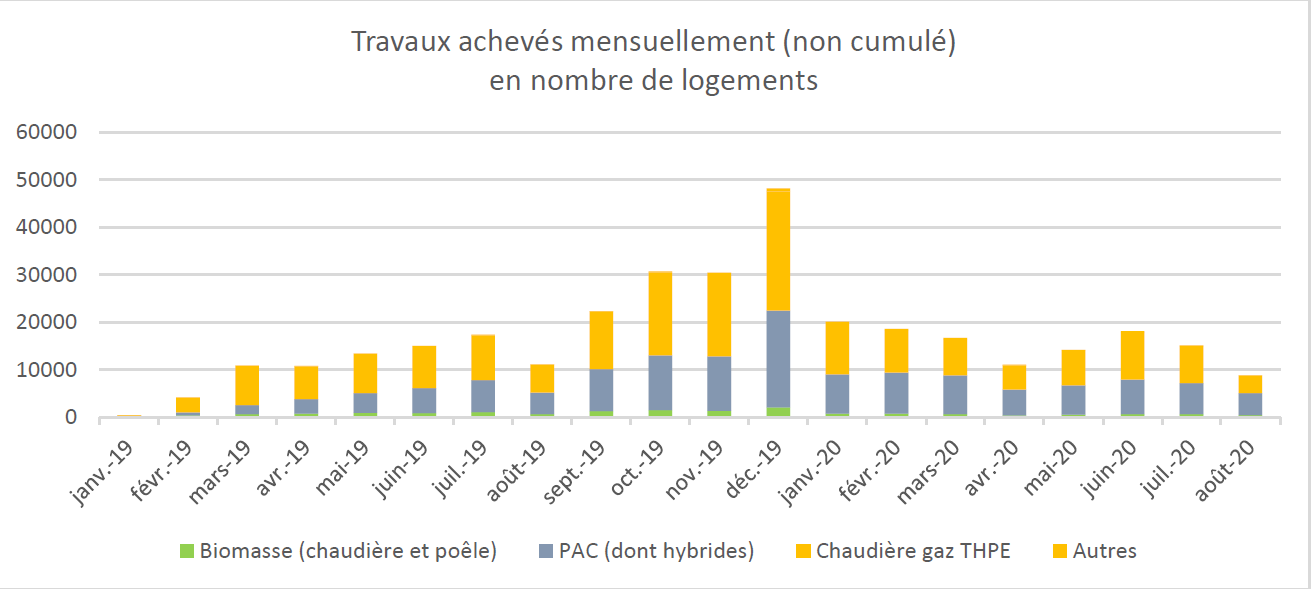 Travaux achevés mensuellement (non cumulé)
en nombre de logements
60000
50000
40000
30000
20000
10000
0
janv.-19
févr.-19
mars-19
avr.-19
mai-19
juin-19
juil.-19
août-19
sept.-19
oct.-19
nov.-19
déc.-19
janv.-20
févr.-20
mars-20
avr.-20
mai-20
juin-20
juil.-20
août-20
Biomasse (chaudière et poêle)
PAC (dont hybrides)
Chaudière gaz THPE
Autres